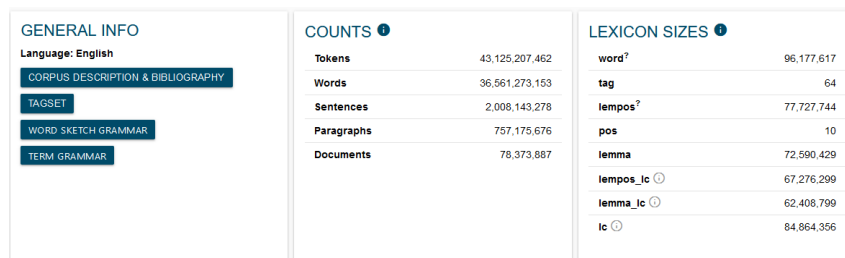 GENERAL INFO
Language: English
CORPUS DESCRIPTION & BIBLIOGRAPHY
TAGSET
WORD SKETCH GRAMMAR
TERM GRAMMAR
COUNTS
Tokens 43,125,207,462
Words 36,561,273,153
Sentences 2,008,143,278
Paragraphs 757,175,676
Documents 78,373,887
LEXICON SIZES
word? 96,177,617
tag 64
lempos? 77,727,744
pos 10
lemma 72,590,429
lempos_lc 67,276,299
lemma_lc 62,408,799
lc 84,864,356